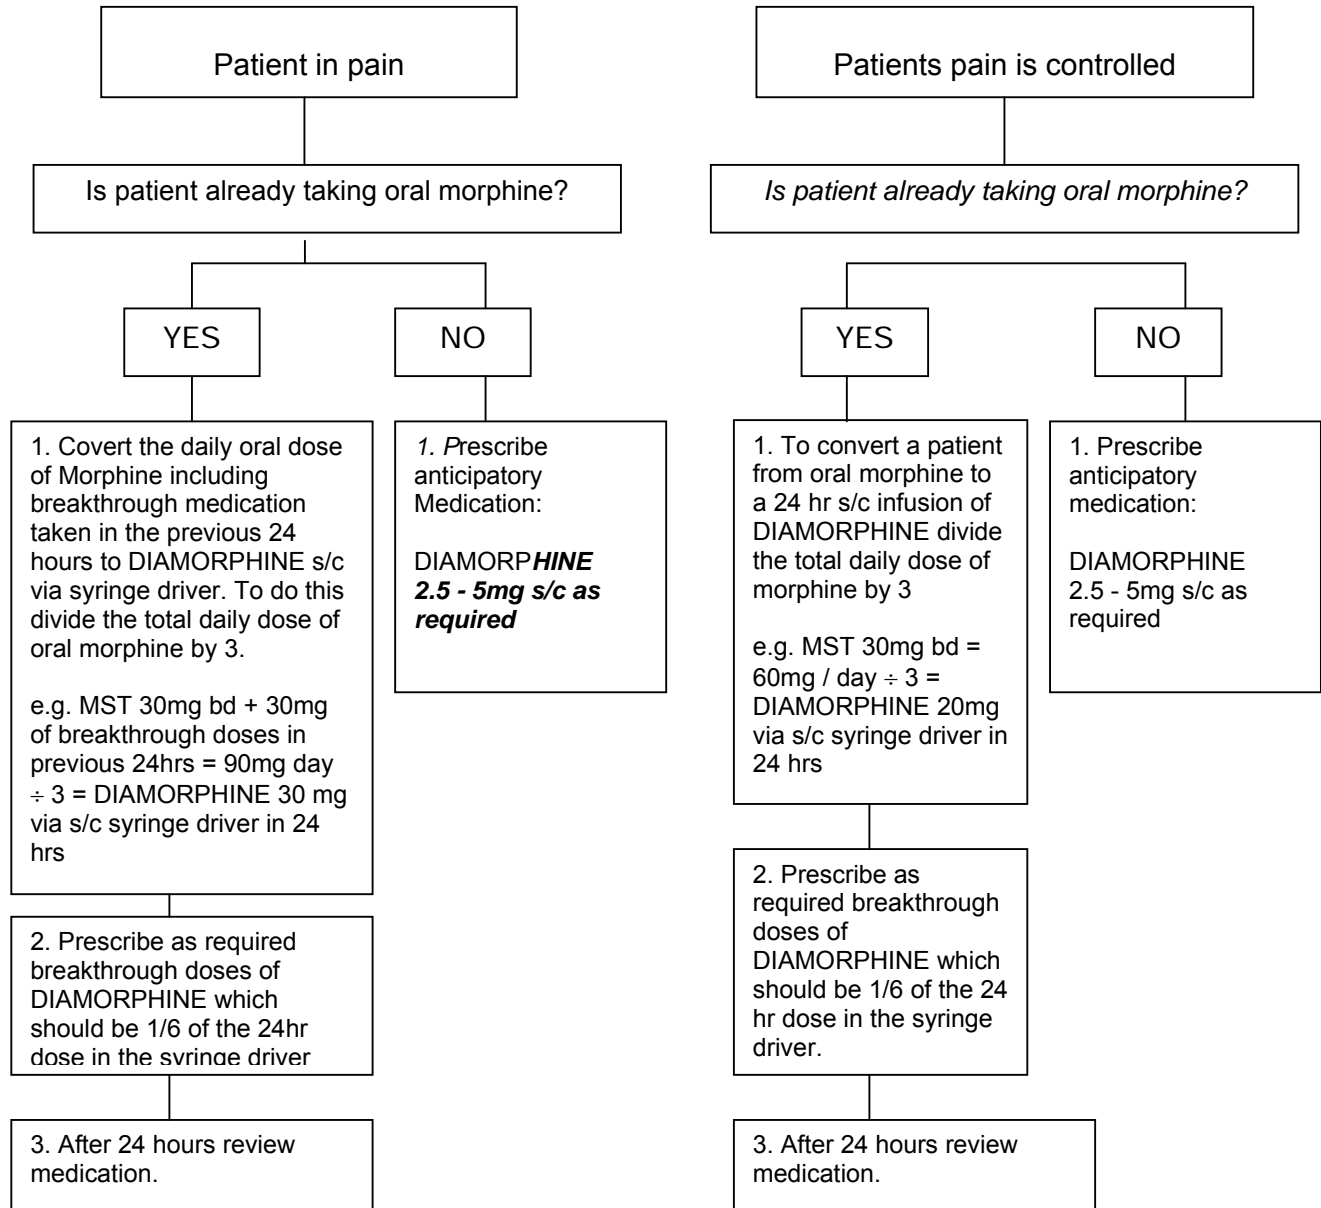 Patient in pain
Is patient already taking oral morphine?
YES
NO
1. Covert the daily oral dose
of Morphine including
breakthrough medication
taken in the previous 24
hours to DIAMORPHINE s/c
via syringe driver. To do this
divide the total daily dose of
oral morphine by 3.
e.g. MST 30mg bd + 30mg
of breakthrough doses in
previous 24hrs = 90mg day
÷ 3 = DIAMORPHINE 30 mg
via s/c syringe driver in 24
hrs
1. Prescribe
anticipatory
Medication:
DIAMORPHINE
2.5 - 5mg s/c as
required
2. Prescribe as required
breakthrough doses of
DIAMORPHINE which
should be 1/6 of the 24hr
dose in the syringe driver
3. After 24 hours review
medication.
Patients pain is controlled
Is patient already taking oral morphine?
YES
NO
1. To convert a patient
from oral morphine to
a 24 hr s/c infusion of
DIAMORPHINE divide
the total daily dose of
morphine by 3
e.g. MST 30mg bd =
60mg / day ÷ 3 =
DIAMORPHINE 20mg
via s/c syringe driver in
24 hrs
1. Prescribe
anticipatory
medication:
DIAMORPHINE
2.5 - 5mg s/c as
required
2. Prescribe as
required breakthrough
doses of
DIAMORPHINE which
should be 1/6 of the 24
hr dose in the syringe
driver.
3. After 24 hours review
medication.